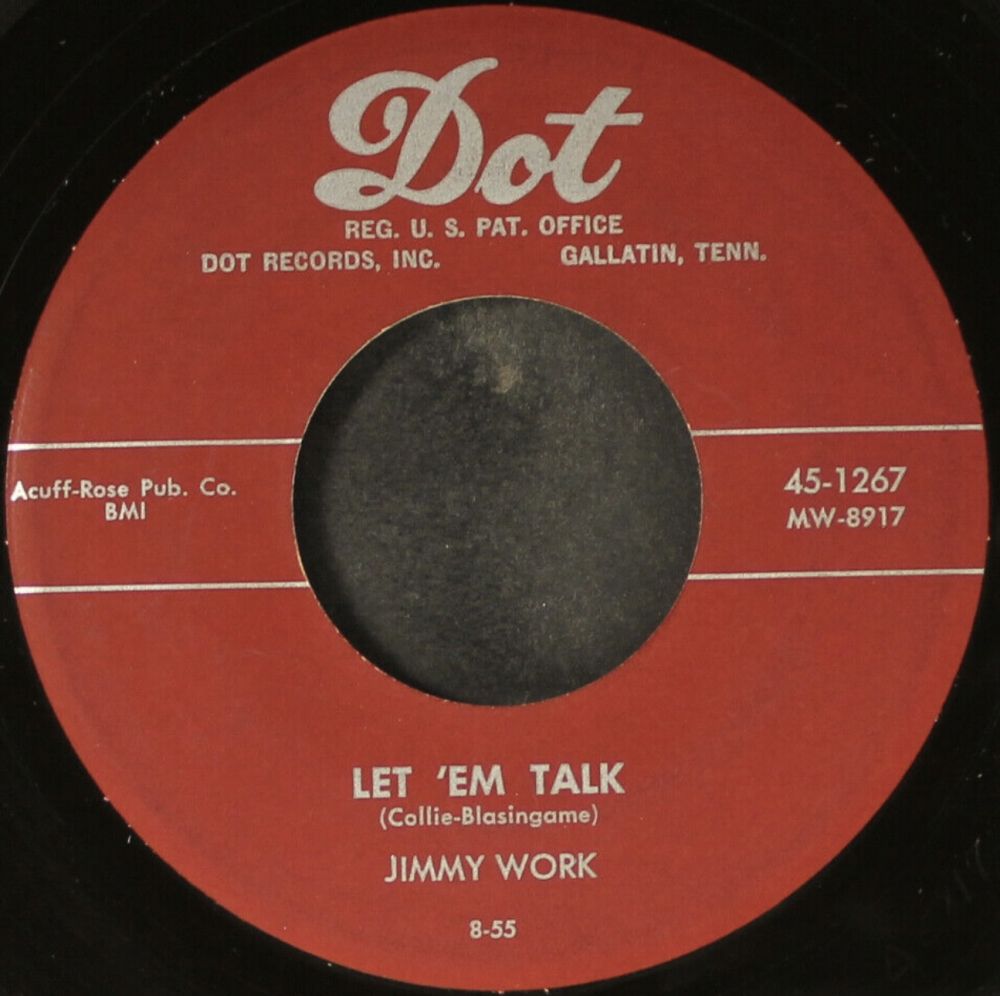 Dot
REG. U. S. PAT. OFFICE
DOT RECORDS, INC. GALLATIN, TENN.
Acuff-Rose Pub. Co.
BMI
45-1267
MW-8917
LET 'EM TALK
(Collie-Blasingame)
JIMMY WORK
8-55